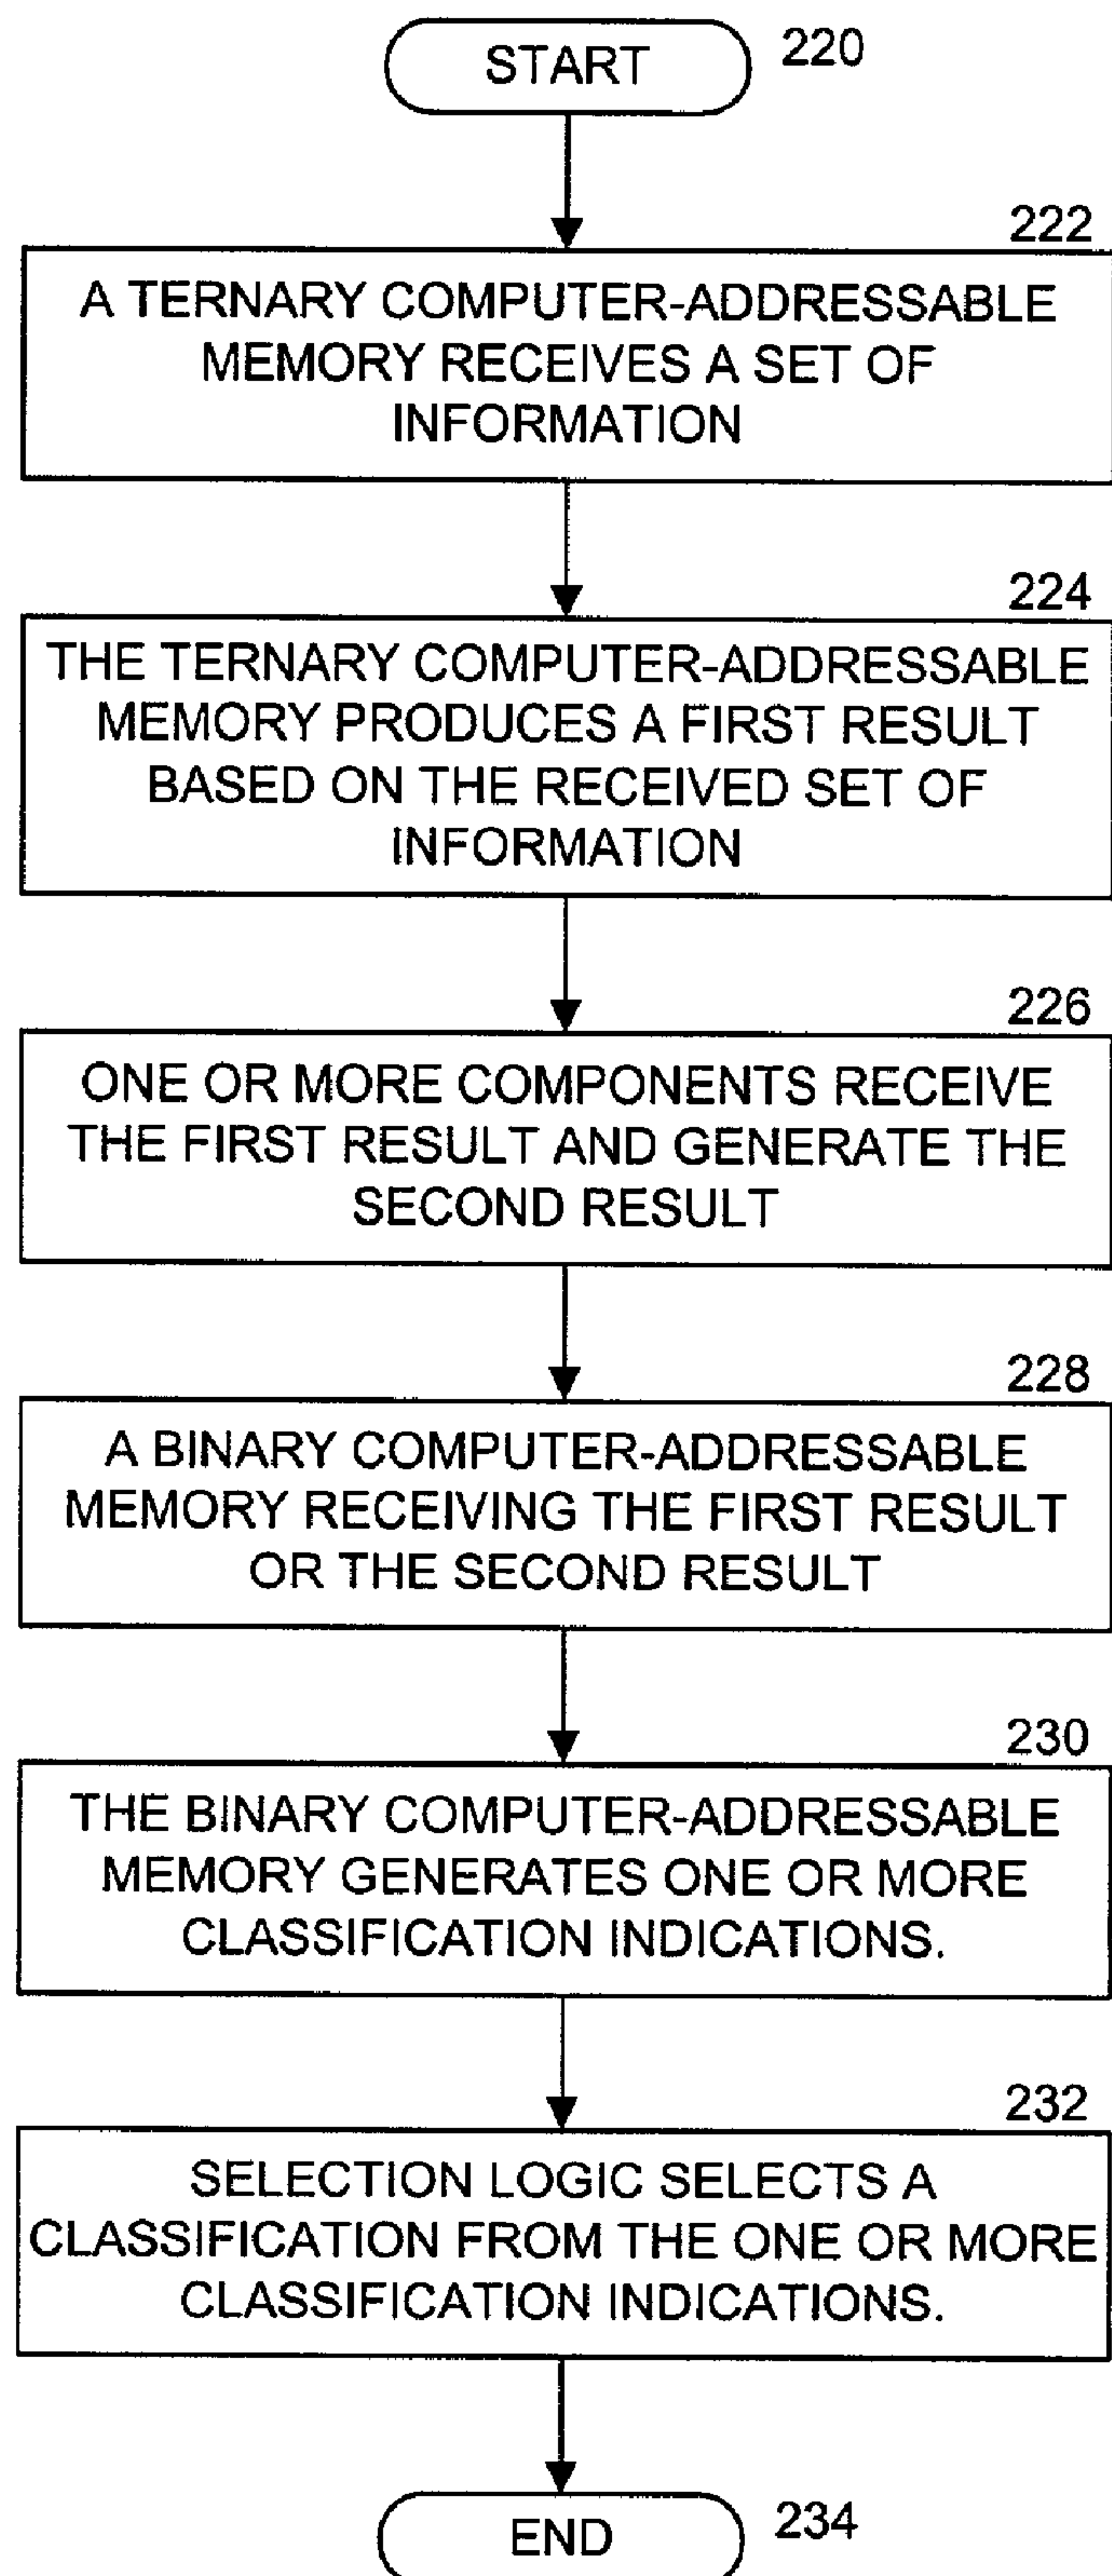 START
220
222
A TERNARY COMPUTER-ADDRESSABLE
MEMORY RECEIVES A SET OF
INFORMATION
224
THE TERNARY COMPUTER-ADDRESSABLE
MEMORY PRODUCES A FIRST RESULT
BASED ON THE RECEIVED SET OF
INFORMATION
226
ONE OR MORE COMPONENTS RECEIVE
THE FIRST RESULT AND GENERATE THE
SECOND RESULT
228
A BINARY COMPUTER-ADDRESSABLE
MEMORY RECEIVING THE FIRST RESULT
OR THE SECOND RESULT
230
THE BINARY COMPUTER-ADDRESSABLE
MEMORY GENERATES ONE OR MORE
CLASSIFICATION INDICATIONS.
232
SELECTION LOGIC SELECTS A
CLASSIFICATION FROM THE ONE OR MORE
CLASSIFICATION INDICATIONS.
END
234